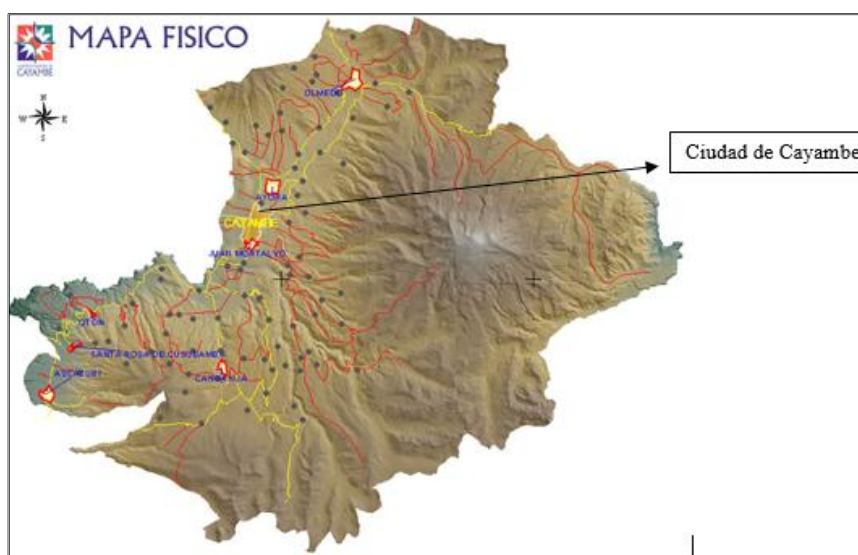 MAPA FISICO
CAYAMBE
N
W E
S
OLMEDO
Ciudad de Cayambe
AYORA
CAYAMBE
JUAN MONTALVO
OTON
SANTA ROSA DE CUSUBAMBA
ASCAZUBI
CANGAHUA